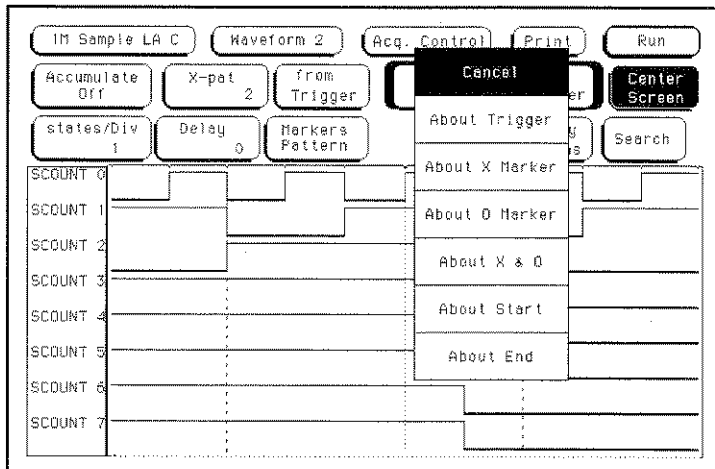 1M Sample LA C Waveform 2 Acq. Control Print Run
Accumulate Off
X-pat 2
from Trigger
er
Center Screen
states/Div 1
Delay 0
Markers Pattern
y
s
Search
Cancel
About Trigger
About X Marker
About O Marker
About X & O
About Start
About End
SCOUNT 0
SCOUNT 1
SCOUNT 2
SCOUNT 3
SCOUNT 4
SCOUNT 5
SCOUNT 6
SCOUNT 7